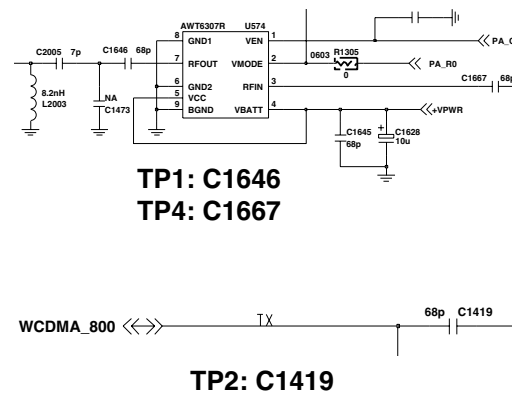 AWT6307R U574
8 GND1 VEN 1
PA_
C2005 7p C1646 68p
7 RFOUT VMODE 2
0603 R1305
0
PA_R0
8.2nH
L2003
NA
C1473
6 GND2 RFIN 3
C1667 68p
5 VCC
9 BGND VBATT 4
+VPWR
C1645
68p
+
C1628
10u
TP1: C1646
TP4: C1667
WCDMA_800
TX
68p C1419
TP2: C1419